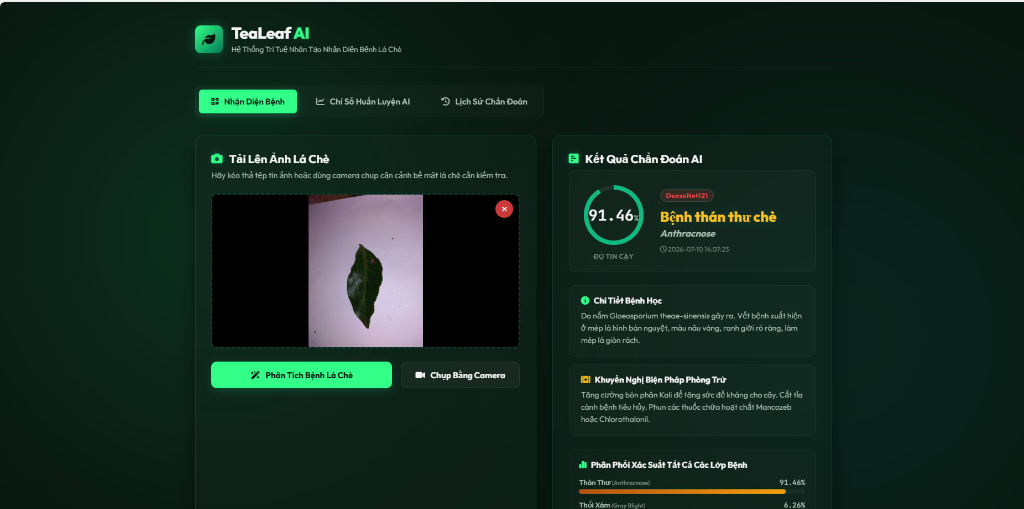 TeaLeaf AI
Hệ Thống Trí Tuệ Nhân Tạo Nhận Diện Bệnh Lá Chè
Nhận Diện Bệnh
Chỉ Số Huấn Luyện AI
Lịch Sử Chẩn Đoán
Tải Lên Ảnh Lá Chè
Hãy kéo thả tệp tin ảnh hoặc dùng camera chụp cận cảnh bề mặt lá chè cần kiểm tra.
Phân Tích Bệnh Lá Chè
Chụp Bằng Camera
Kết Quả Chẩn Đoán AI
91.46%
ĐỘ TIN CẬY
DenseNet121
Bệnh thán thư chè
Anthracnose
2026-07-10 14:07:23
Chi Tiết Bệnh Học
Do nấm Gloeosporium theae-sinensis gây ra. Vết bệnh xuất hiện
ở mép lá hình bán nguyệt, màu nâu vàng, ranh giới rõ ràng, làm
mép lá giòn rách.
Khuyến Nghị Biện Pháp Phòng Trừ
Tăng cường bón phân Kali để tăng sức đề kháng cho cây. Cắt tỉa
cành bệnh tiêu hủy. Phun các thuốc chứa hoạt chất Mancozeb
hoặc Chlorothalonil.
Phân Phối Xác Suất Tất Cả Các Lớp Bệnh
Thán Thư (Anthracnose) 91.46%
Thối Xám (Gray Blight) 6.26%